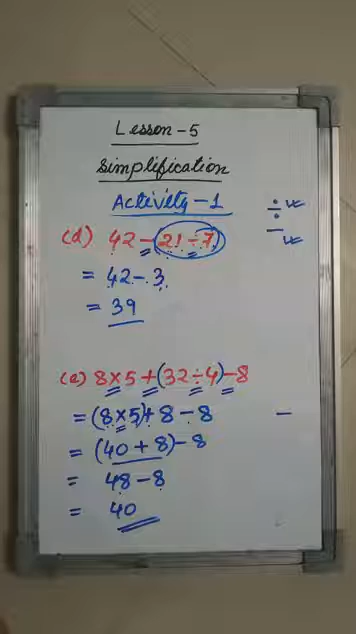 Lesson-5
Simplification
Activity-1
÷ ✓
(d) 42-(21÷7)
- ✓
= 42-3
= 39
(e) 8×5+(32÷4)-8
= (8×5)+8-8
-
= (40+8)-8
= 48-8
= 40